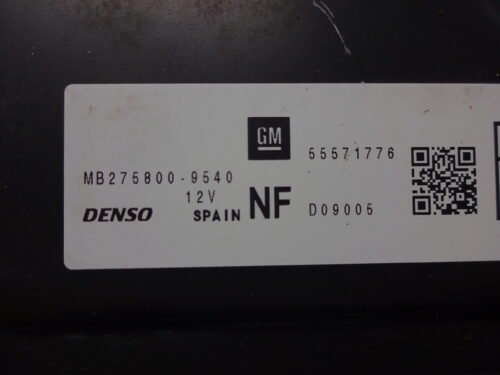 GM 55571776
MB275800-9540
12V
DENSO SPAIN NF D09005